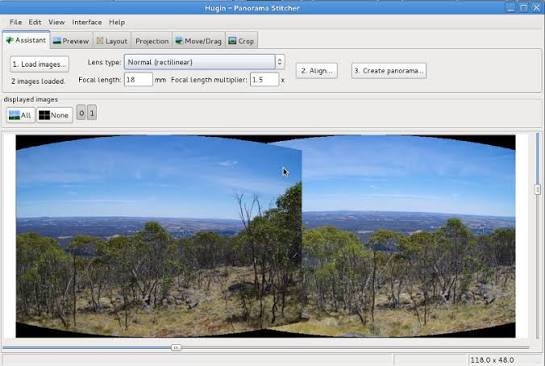 Hugin – Panorama Stitcher
File Edit View Interface Help
Assistant Preview Layout Projection Move/Drag Crop
1. Load images... Lens type: Normal (rectilinear) 2. Align... 3. Create panorama...
2 images loaded. Focal length: 18 mm Focal length multiplier: 1.5 x
displayed images
All None 0 1
118.0 x 48.0